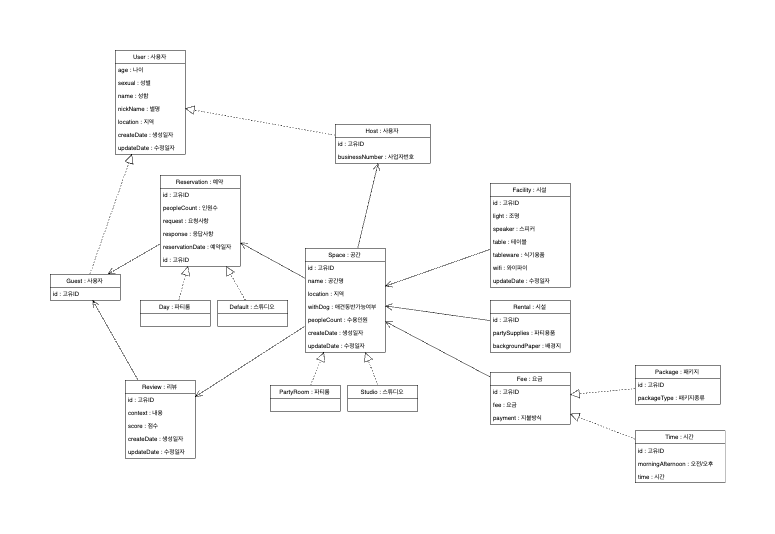 User : 사용자
age : 나이
sexual : 성별
name : 성함
nickName : 별명
location : 지역
createDate : 생성일자
updateDate : 수정일자
Host : 사용자
id : 고유ID
businessNumber : 사업자번호
Reservation : 예약
id : 고유ID
peopleCount : 인원수
request : 요청사항
response : 응답사항
reservationDate : 예약일자
id : 고유ID
Facility : 시설
id : 고유ID
light : 조명
speaker : 스피커
table : 테이블
tableware : 식기용품
wifi : 와이파이
updateDate : 수정일자
Space : 공간
id : 고유ID
name : 공간명
location : 지역
withDog : 애견동반가능여부
peopleCount : 수용인원
createDate : 생성일자
updateDate : 수정일자
Guest : 사용자
id : 고유ID
Day : 파티룸
Default : 스튜디오
Rental : 시설
id : 고유ID
partySupplies : 파티용품
backgroundPaper : 배경지
Review : 리뷰
id : 고유ID
context : 내용
score : 점수
createDate : 생성일자
updateDate : 수정일자
PartyRoom : 파티룸
Studio : 스튜디오
Fee : 요금
id : 고유ID
fee : 요금
payment : 지불방식
Package : 패키지
id : 고유ID
packageType : 패키지종류
Time : 시간
id : 고유ID
morningAfternoon : 오전/오후
time : 시간